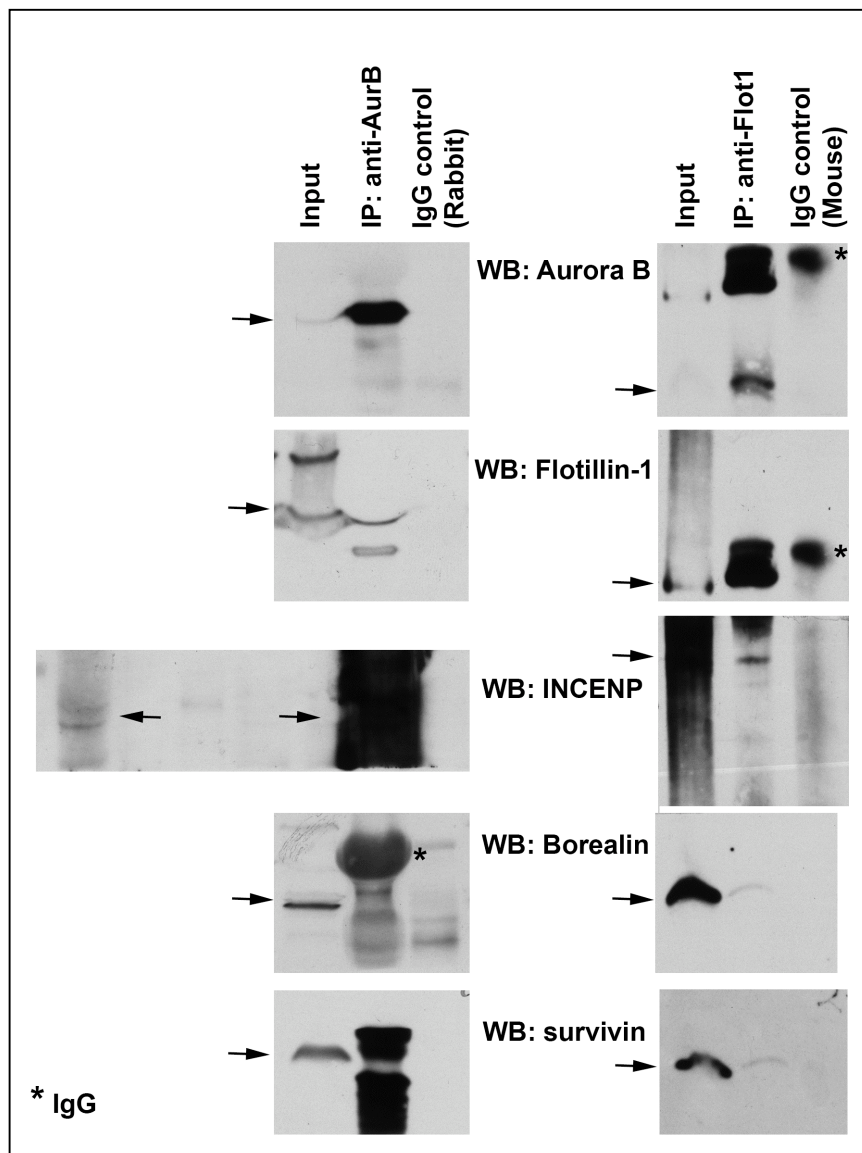 Input
IP: anti-AurB
IgG control
(Rabbit)
Input
IP: anti-Flot1
IgG control
(Mouse)
WB: Aurora B
*
WB: Flotillin-1
*
WB: INCENP
WB: Borealin
*
WB: survivin
* IgG